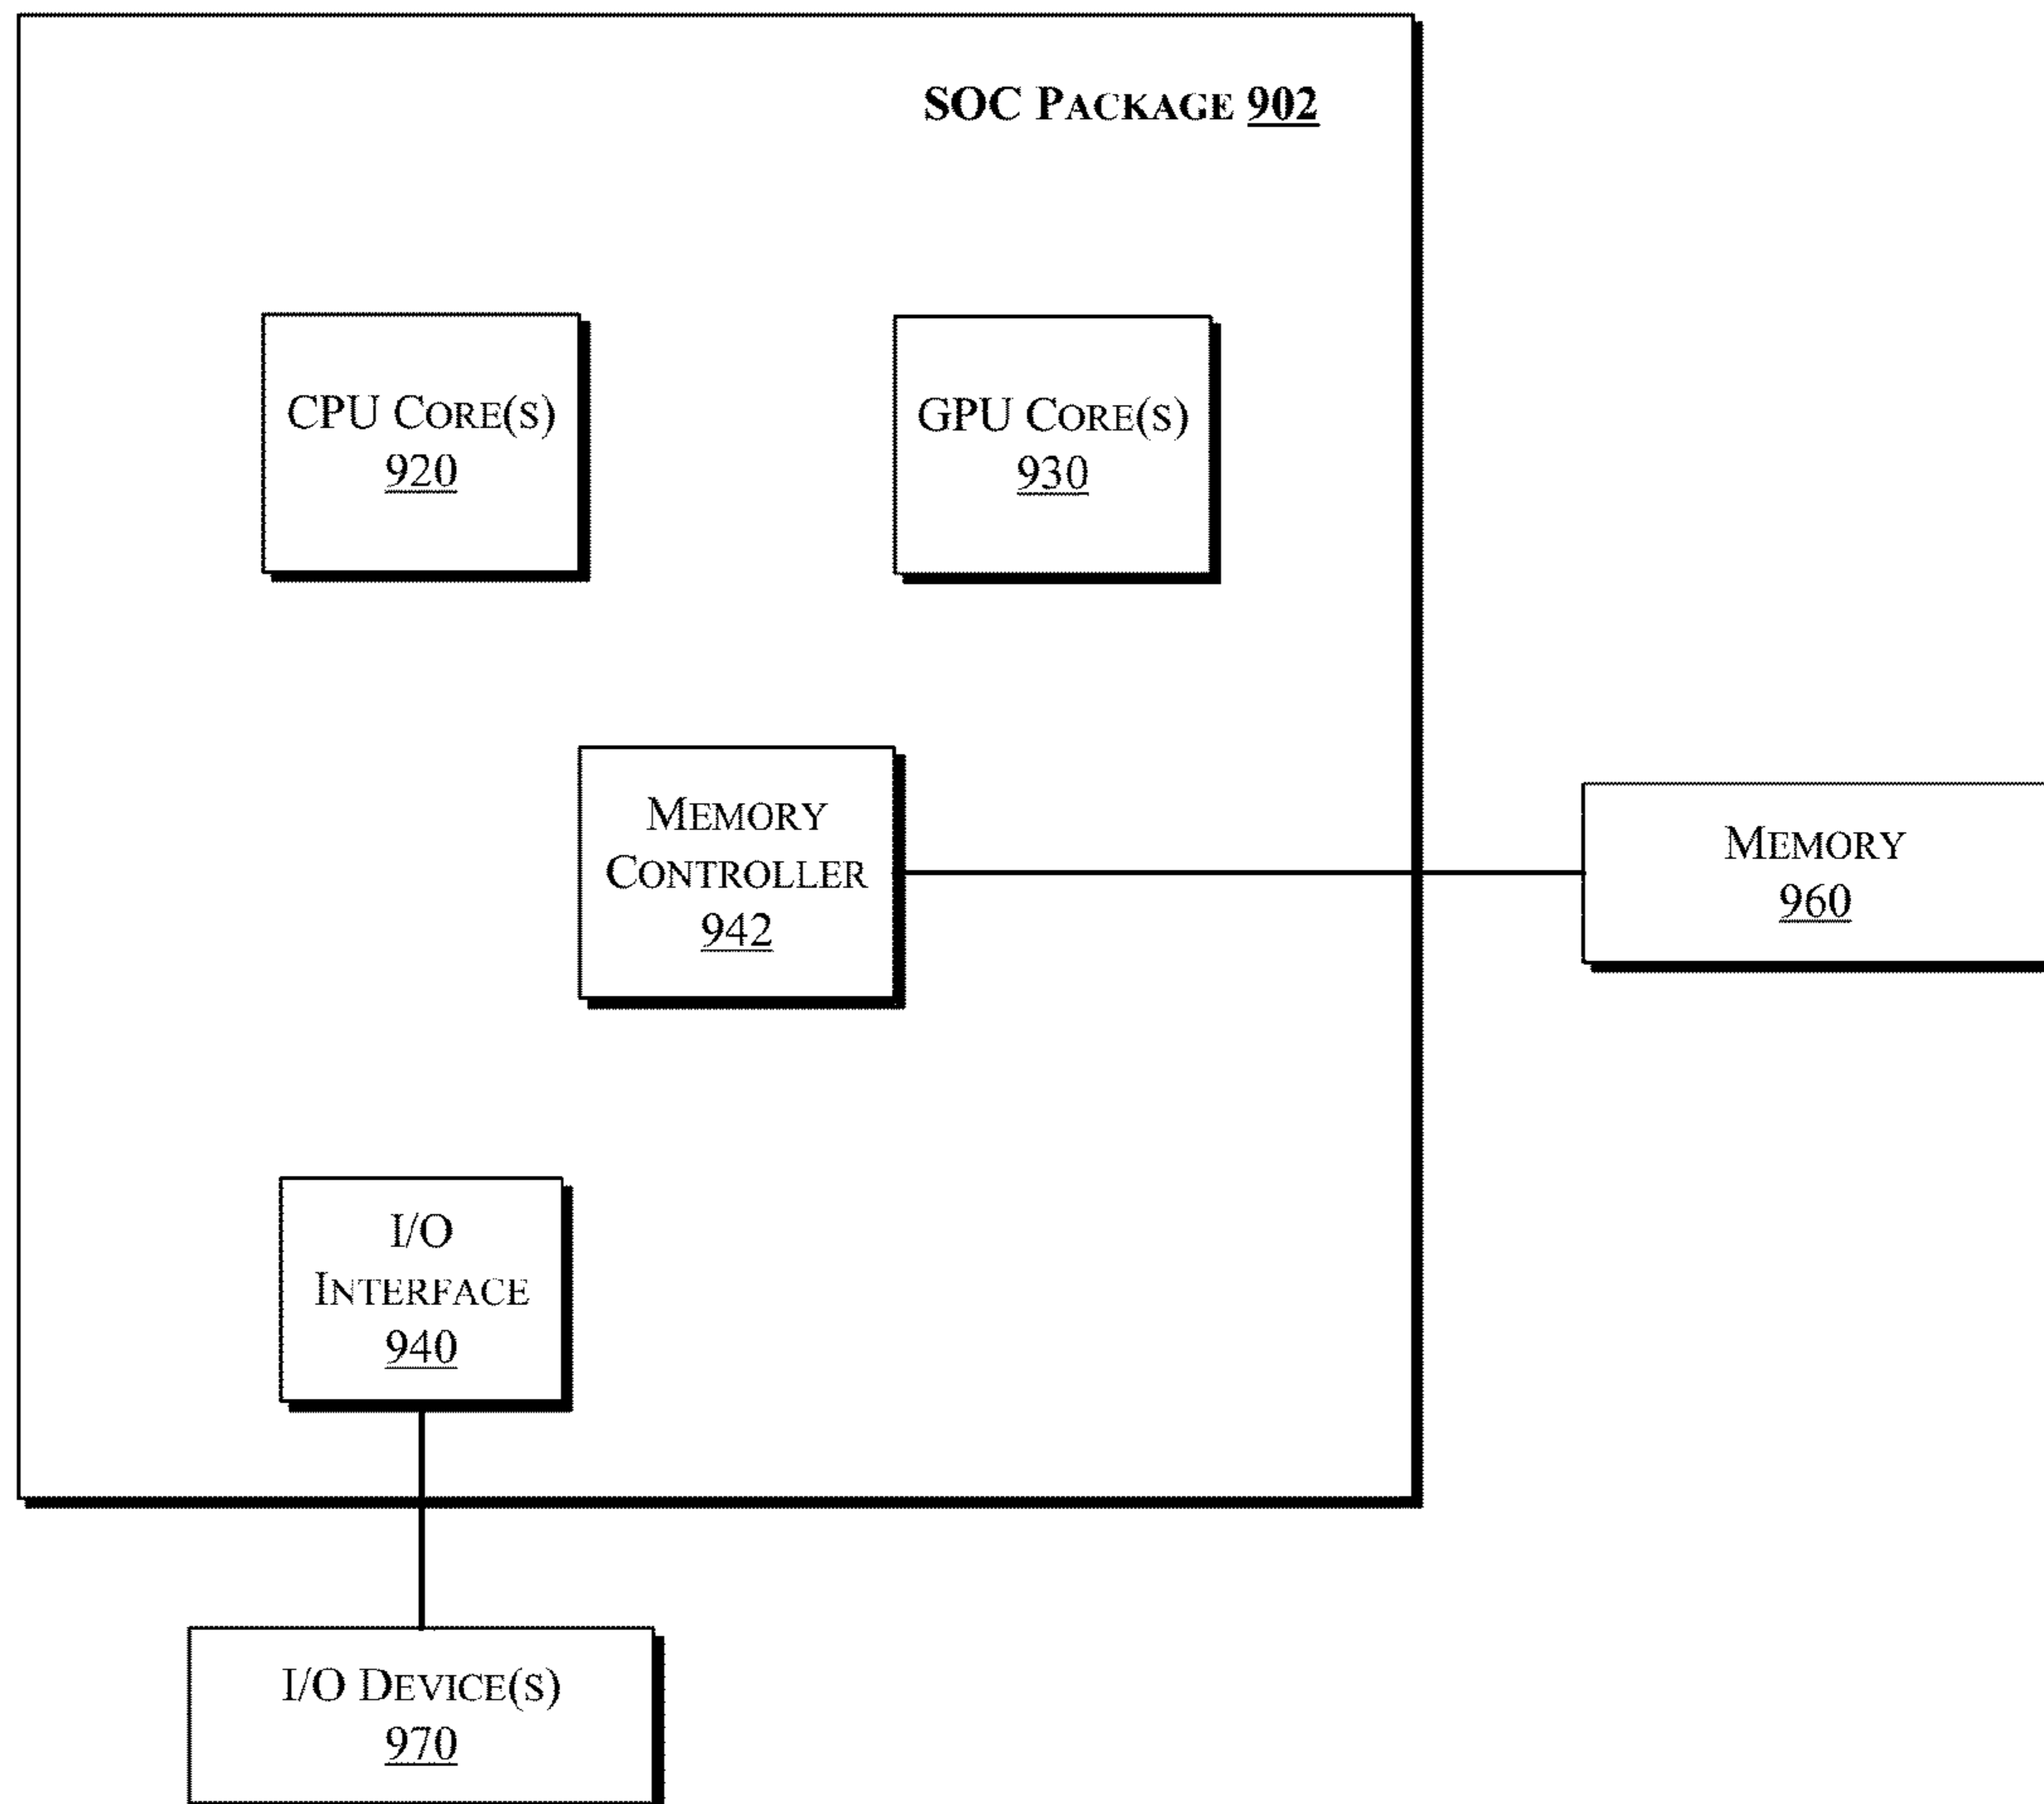 SOC PACKAGE 902
CPU CORE(S)
920
GPU CORE(S)
930
MEMORY
CONTROLLER
942
MEMORY
960
I/O
INTERFACE
940
I/O DEVICE(S)
970